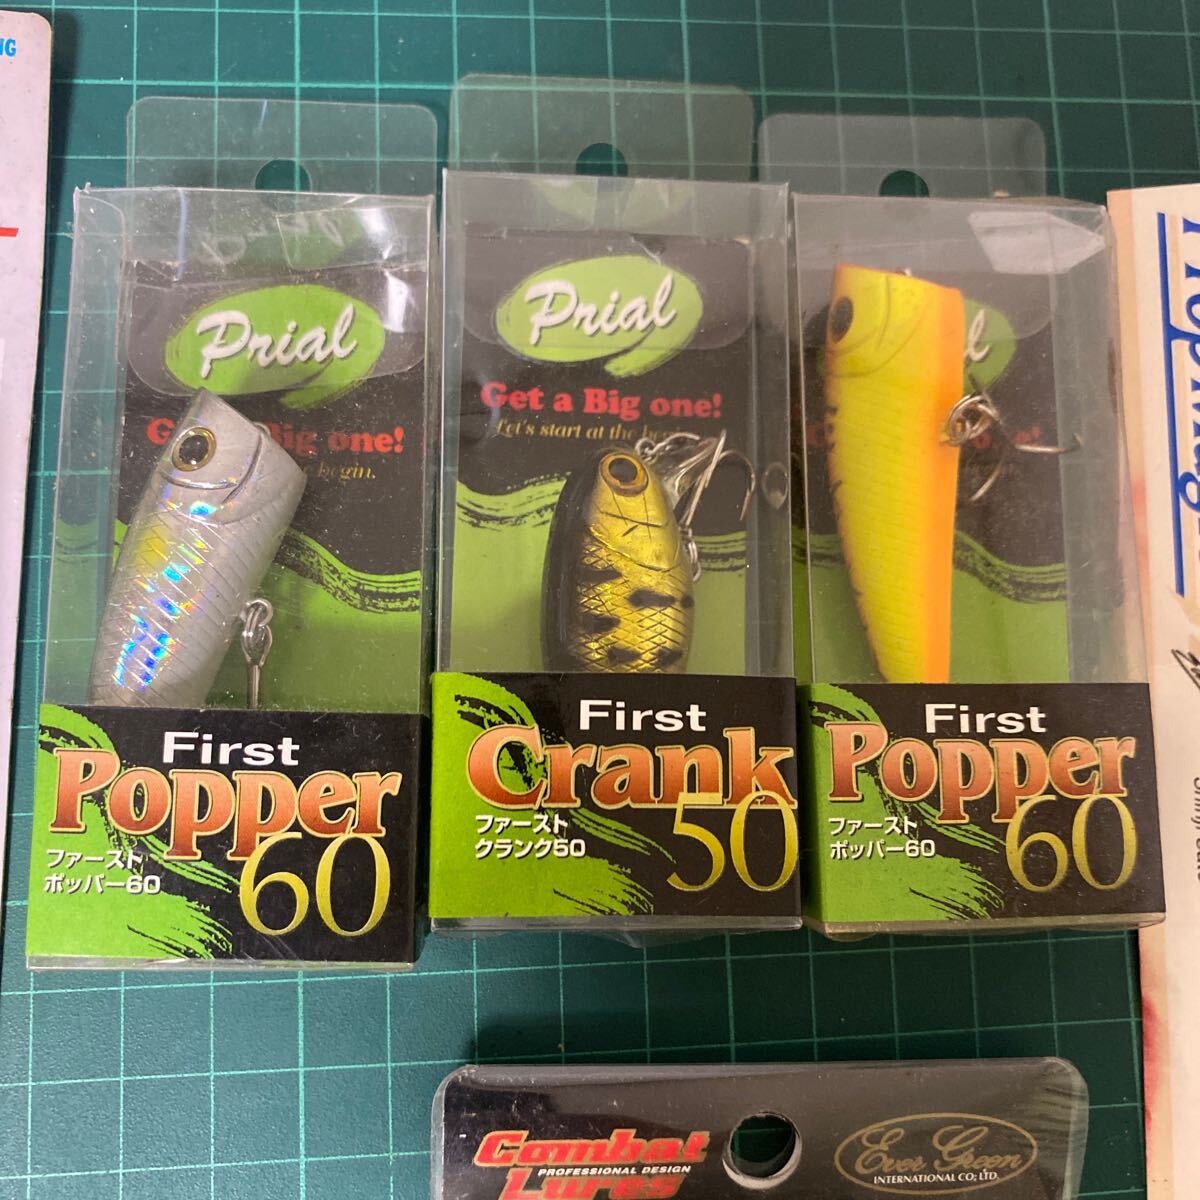 NG
Prial
Big one!
begin.
First
Popper
60
ファースト
ポッパー60
Prial
Get a Big one!
Let's start at the begin
First
Crank
50
ファースト
クランク50
First
Popper
60
ファースト
ポッパー60
Combat
PROFESSIONAL DESIGN
Lures
Ever Green
INTERNATIONAL CO; LTD.